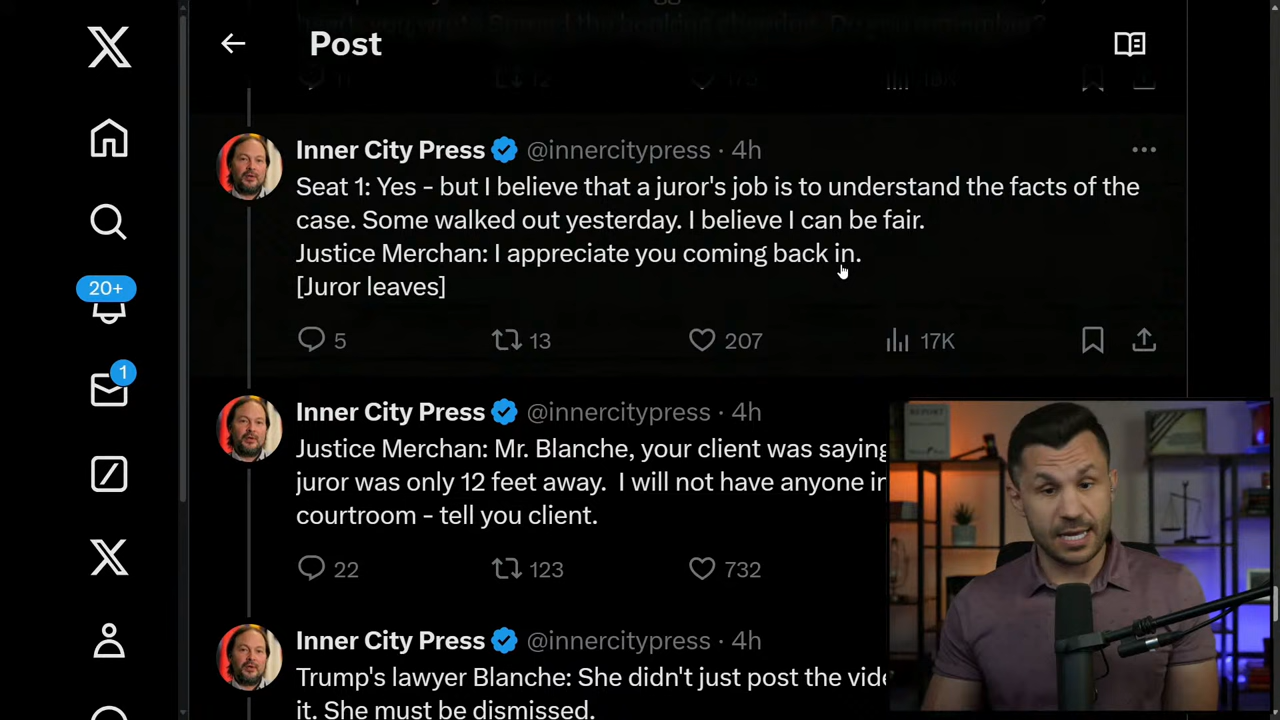 Post
Inner City Press @innercitypress · 4h
Seat 1: Yes - but I believe that a juror's job is to understand the facts of the
case. Some walked out yesterday. I believe I can be fair.
Justice Merchan: I appreciate you coming back in.
[Juror leaves]
5 13 207 17K
20+
1
Inner City Press @innercitypress · 4h
Justice Merchan: Mr. Blanche, your client was saying
juror was only 12 feet away. I will not have anyone in
courtroom - tell you client.
22 123 732
Inner City Press @innercitypress · 4h
Trump's lawyer Blanche: She didn't just post the vide
it. She must be dismissed.